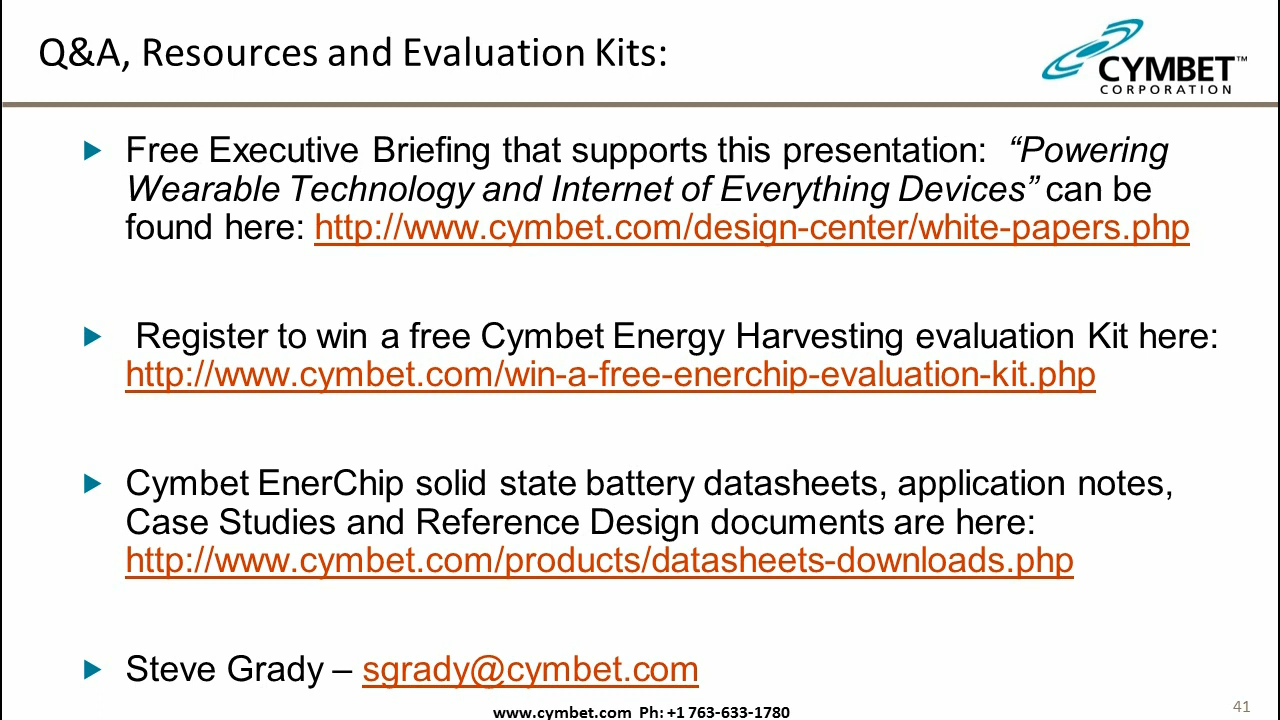 Q&A, Resources and Evaluation Kits:
CYMBET™
CORPORATION
Free Executive Briefing that supports this presentation:  “Powering
Wearable Technology and Internet of Everything Devices” can be
found here: http://www.cymbet.com/design-center/white-papers.php
Register to win a free Cymbet Energy Harvesting evaluation Kit here:
http://www.cymbet.com/win-a-free-enerchip-evaluation-kit.php
Cymbet EnerChip solid state battery datasheets, application notes,
Case Studies and Reference Design documents are here:
http://www.cymbet.com/products/datasheets-downloads.php
Steve Grady – sgrady@cymbet.com
www.cymbet.com  Ph: +1 763-633-1780
41